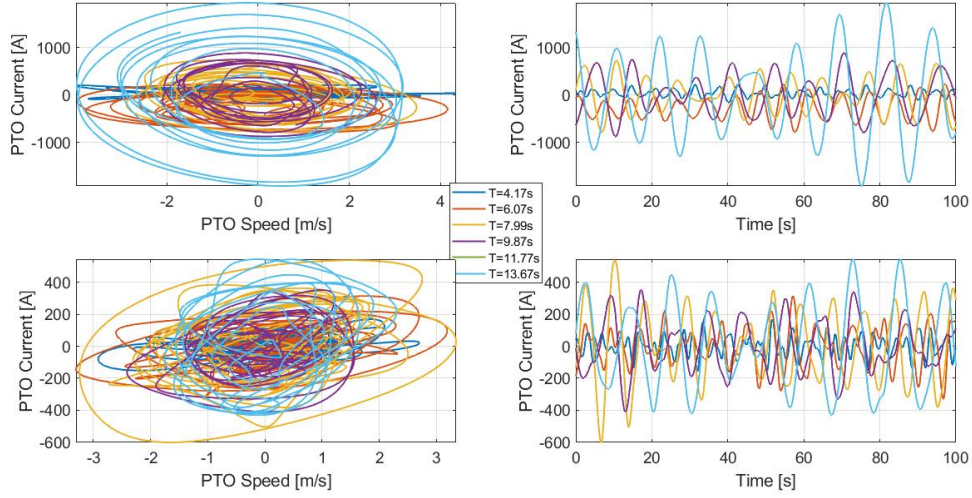 PTO Current [A]
1000
0
-1000
-2
0
2
4
PTO Speed [m/s]
PTO Current [A]
1000
0
-1000
0
20
40
60
80
100
Time [s]
T=4.17s
T=6.07s
T=7.99s
T=9.87s
T=11.77s
T=13.67s
PTO Current [A]
400
200
0
-200
-400
-600
-3
-2
-1
0
1
2
3
PTO Speed [m/s]
PTO Current [A]
400
200
0
-200
-400
-600
0
20
40
60
80
100
Time [s]